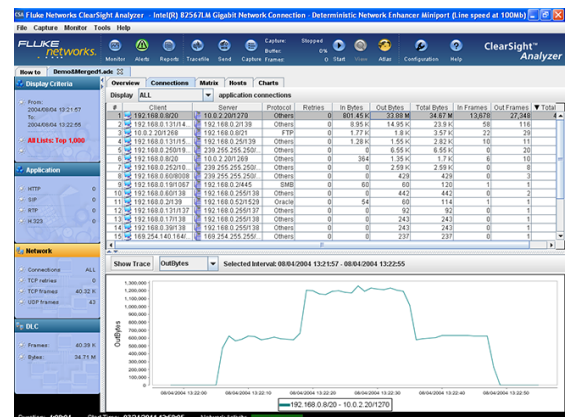 Fluke Networks ClearSight Analyzer - Intel(R) 82567LM Gigabit Network Connection - Deterministic Network Enhancer Miniport (Line speed at 100Mb)
File Capture Monitor Tools Help
FLUKE networks.
Monitor Alerts Reports Tracefile Send Capture
Capture: Stopped
Buffer: 0%
Frames: 0
Start View Atlas Configuration Help
ClearSight™ Analyzer
How to Demo&Merged1.ade
Display Criteria
From:
2004/08/04 13:21:57
To:
2004/08/04 13:22:55
All Lists: Top 1,000
Application
HTTP 0
SIP 0
RTP 0
H.323 0
Network
Connections ALL
TCP retries 0
TCP frames 40.32 K
UDP frames 43
DLC
Frames: 40.39 K
Bytes: 34.71 M
Overview Connections Matrix Hosts Charts
Display ALL application connections
# Client Server Protocol Retries In Bytes Out Bytes Total Bytes In Frames Out Frames ▼Total
1 192.168.0.8/20 10.0.2.20/1270 Others 0 801.45 K 33.88 M 34.67 M 13,678 27,348
2 192.168.0.131/14... 192.168.0.21/39 Others 0 8.95 K 14.95 K 23.9 K 58 116
3 10.0.2.20/1268 192.168.0.8/21 FTP 0 1.77 K 1.8 K 3.57 K 22 29
4 192.168.0.131/15... 192.168.0.25/139 Others 0 1.28 K 1.55 K 2.82 K 10 11
5 192.168.0.250/19... 239.255.255.250/... Others 0 0 6.55 K 6.55 K 0 20
6 192.168.0.8/20 10.0.2.20/1269 Others 0 364 1.35 K 1.7 K 6 10
7 192.168.0.252/10... 239.255.255.250/... Others 0 0 2.59 K 2.59 K 0 8
8 192.168.0.60/8008 239.255.255.250/... Others 0 0 429 429 0 3
9 192.168.0.19/1067 192.168.0.2/445 SMB 0 60 60 120 1 1
10 192.168.0.60/138 192.168.0.255/138 Others 0 0 442 442 0
11 192.168.0.2/139 192.168.0.52/1529 Oracle 0 54 60 114 1
12 192.168.0.131/137 192.168.0.255/137 Others 0 0 92 92 0
13 192.168.0.17/138 192.168.0.255/138 Others 0 0 243 243 0
14 192.168.0.39/138 192.168.0.255/138 Others 0 0 243 243 0
15 169.254.140.164/... 169.254.255.255/... Others 0 0 237 237 0
Show Trace OutBytes Selected Interval: 08/04/2004 13:21:57 - 08/04/2004 13:22:55
OutBytes
1,300,000
1,200,000
1,100,000
1,000,000
900,000
800,000
700,000
600,000
500,000
400,000
300,000
200,000
100,000
0
08/04/2004 13:22:00 08/04/2004 13:22:10 08/04/2004 13:22:20 08/04/2004 13:22:30 08/04/2004 13:22:40 08/04/2004 13:22:50
192.168.0.8/20 - 10.0.2.20/1270